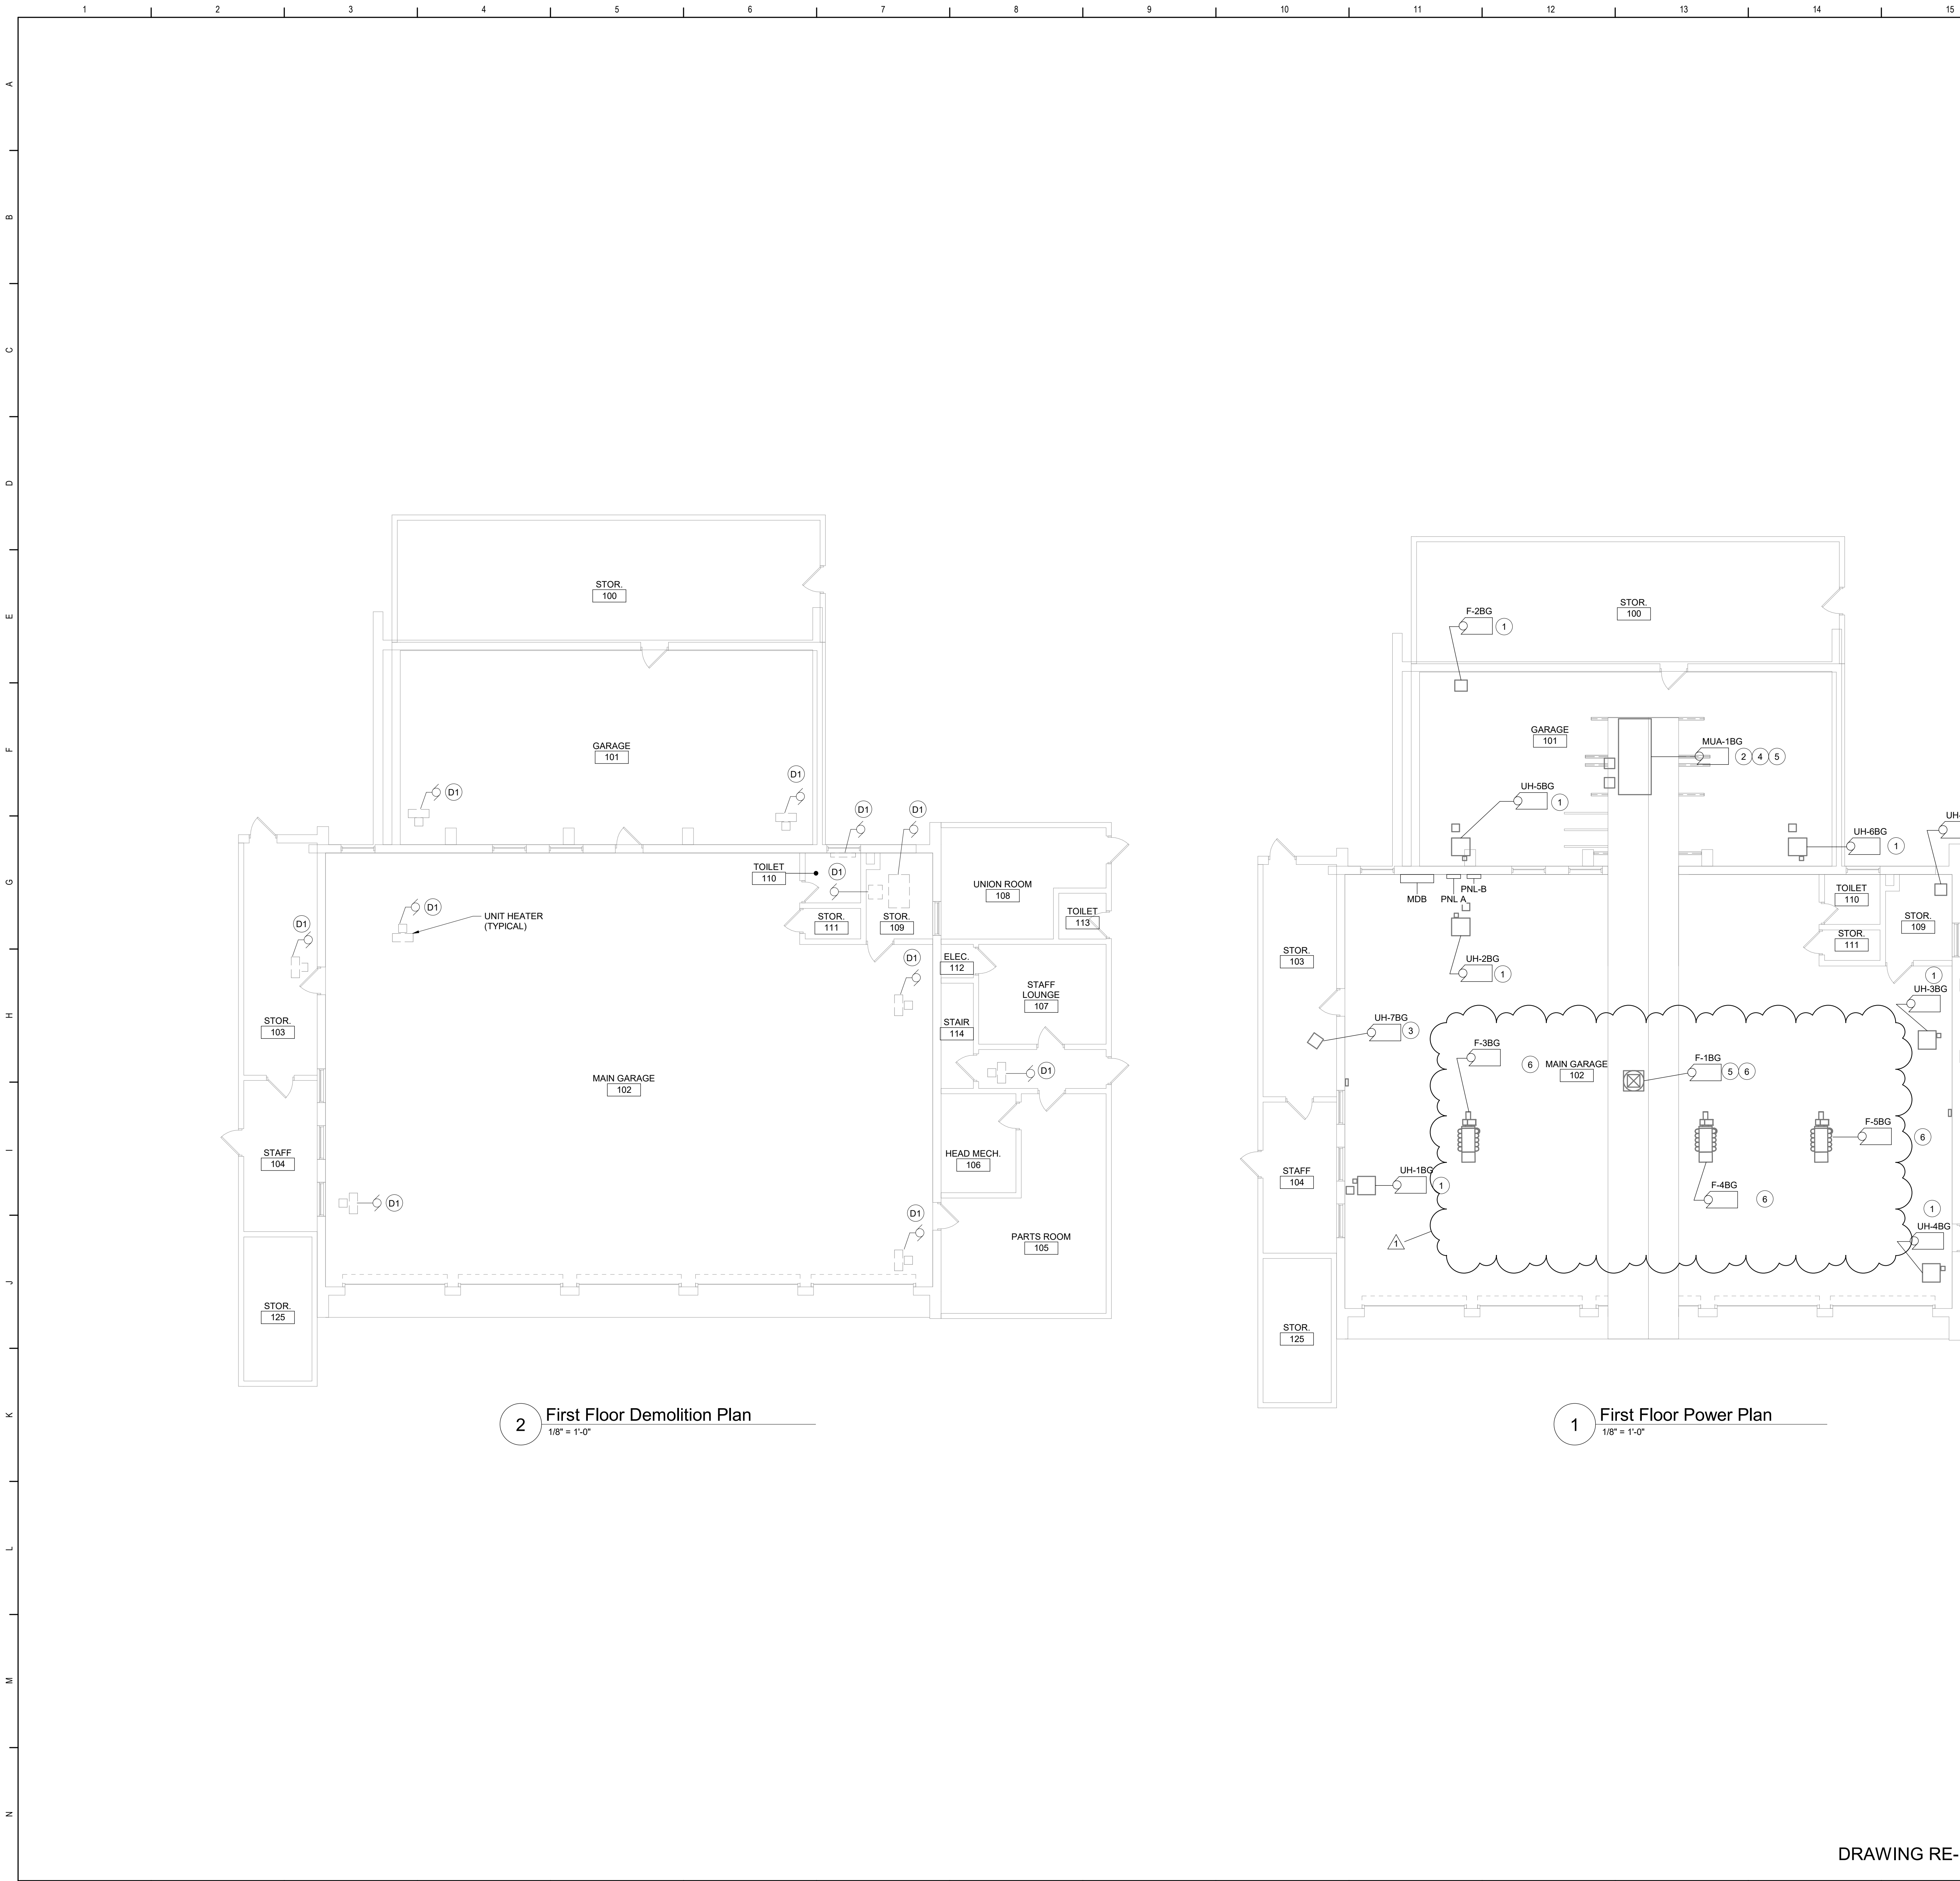 1 2 3 4 5 6 7 8 9 10 11 12 13 14 15
A
B
C
D
E
F
G
H
I
J
K
L
M
N
STOR.
100
GARAGE
101
D1
D1
D1
D1
TOILET
110
D1
UNION ROOM
108
D1
UNIT HEATER
(TYPICAL)
STOR.
111
STOR.
109
TOILET
113
D1
D1
ELEC.
112
STAFF
LOUNGE
107
STOR.
103
STAIR
114
D1
MAIN GARAGE
102
STAFF
104
HEAD MECH.
106
D1
D1
PARTS ROOM
105
STOR.
125
2
First Floor Demolition Plan
1/8" = 1'-0"
F-2BG
1
STOR.
100
GARAGE
101
MUA-1BG
2 4 5
UH-5BG
1
UH-
UH-6BG
1
MDB
PNL A
PNL-B
TOILET
110
STOR.
109
STOR.
111
STOR.
103
UH-2BG
1
1
UH-3BG
UH-7BG
3
F-3BG
6
MAIN GARAGE
102
F-1BG
5 6
F-5BG
6
STAFF
104
UH-1BG
1
F-4BG
6
1
UH-4BG
1
STOR.
125
1
First Floor Power Plan
1/8" = 1'-0"
DRAWING RE-